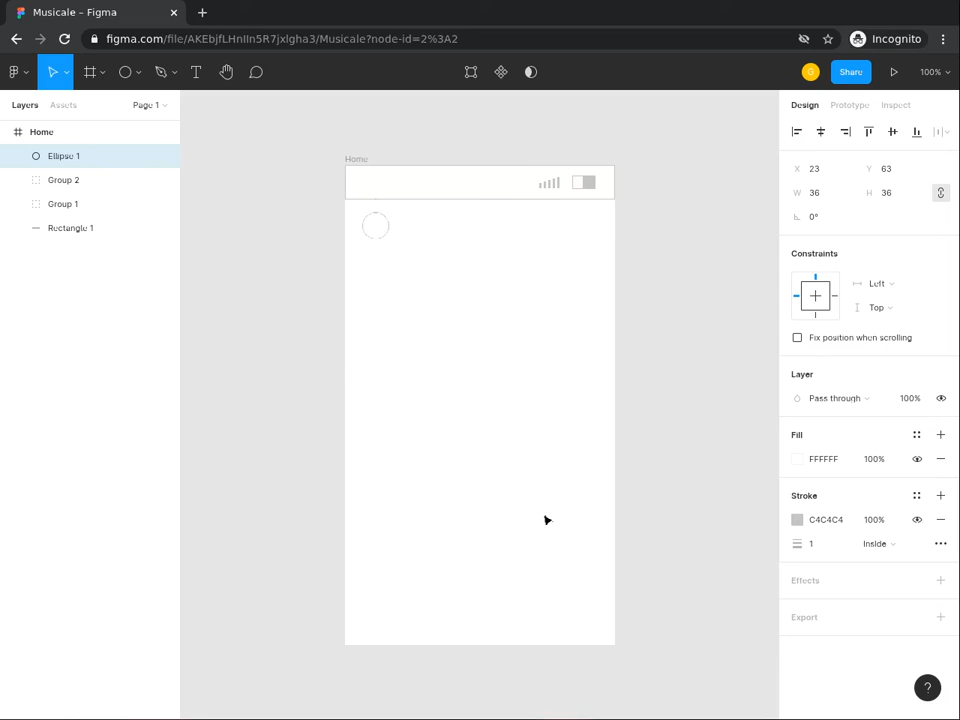 Musicale – Figma
figma.com/file/AKEbjfLHnIIn5R7jxlgha3/Musicale?node-id=2%3A2
Incognito
G
Share
100%
Layers
Assets
Page 1
Home
Ellipse 1
Group 2
Group 1
Rectangle 1
Home
Design
Prototype
Inspect
X 23 Y 63
W 36 H 36
0°
Constraints
Left
Top
Fix position when scrolling
Layer
Pass through 100%
Fill
FFFFFF 100%
Stroke
C4C4C4 100%
1 Inside
Effects
Export
?